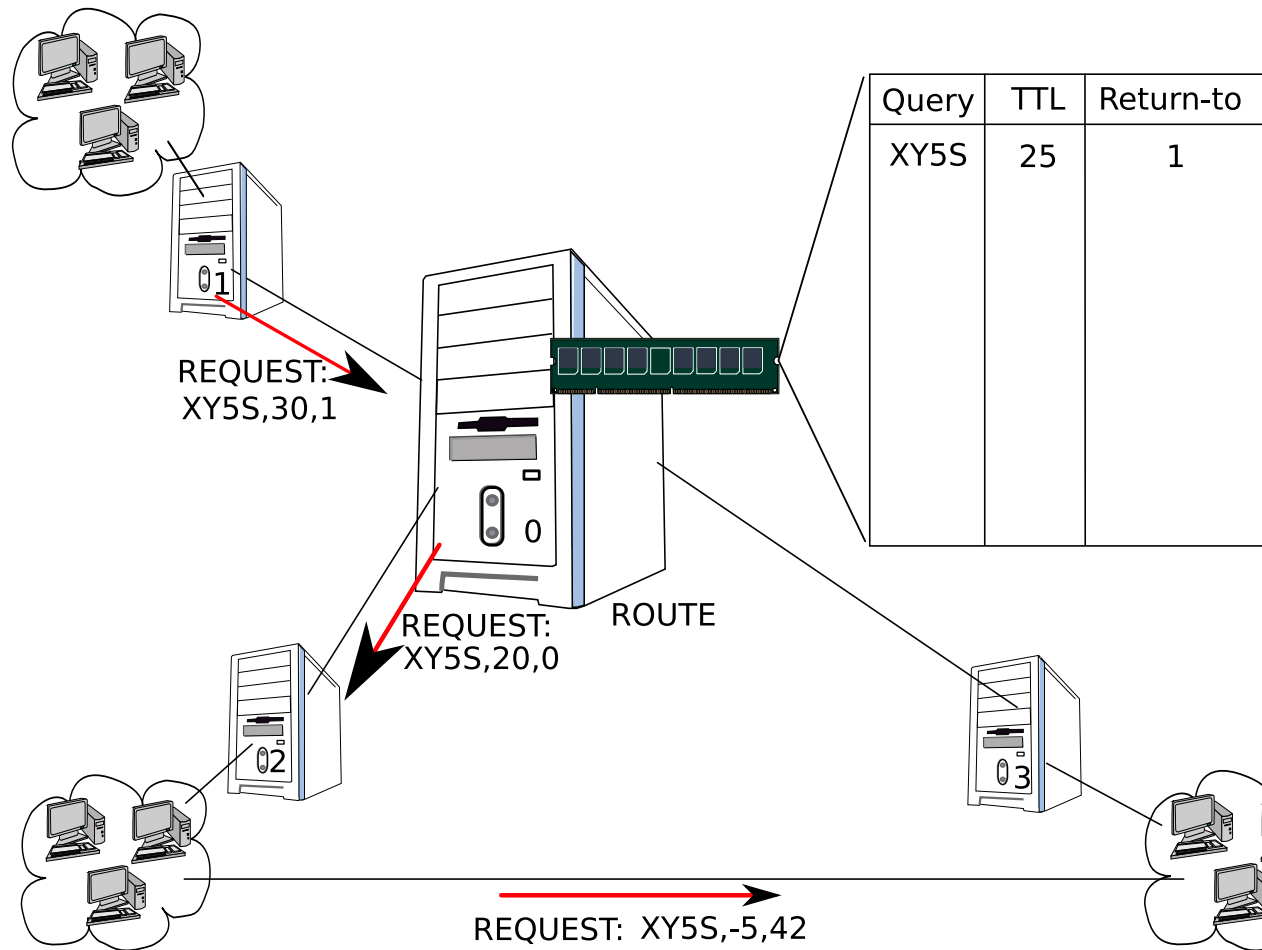 Query TTL Return-to
XY5S 25 1
1
REQUEST:
XY5S,30,1
0
ROUTE
REQUEST:
XY5S,20,0
2
3
REQUEST: XY5S,-5,42